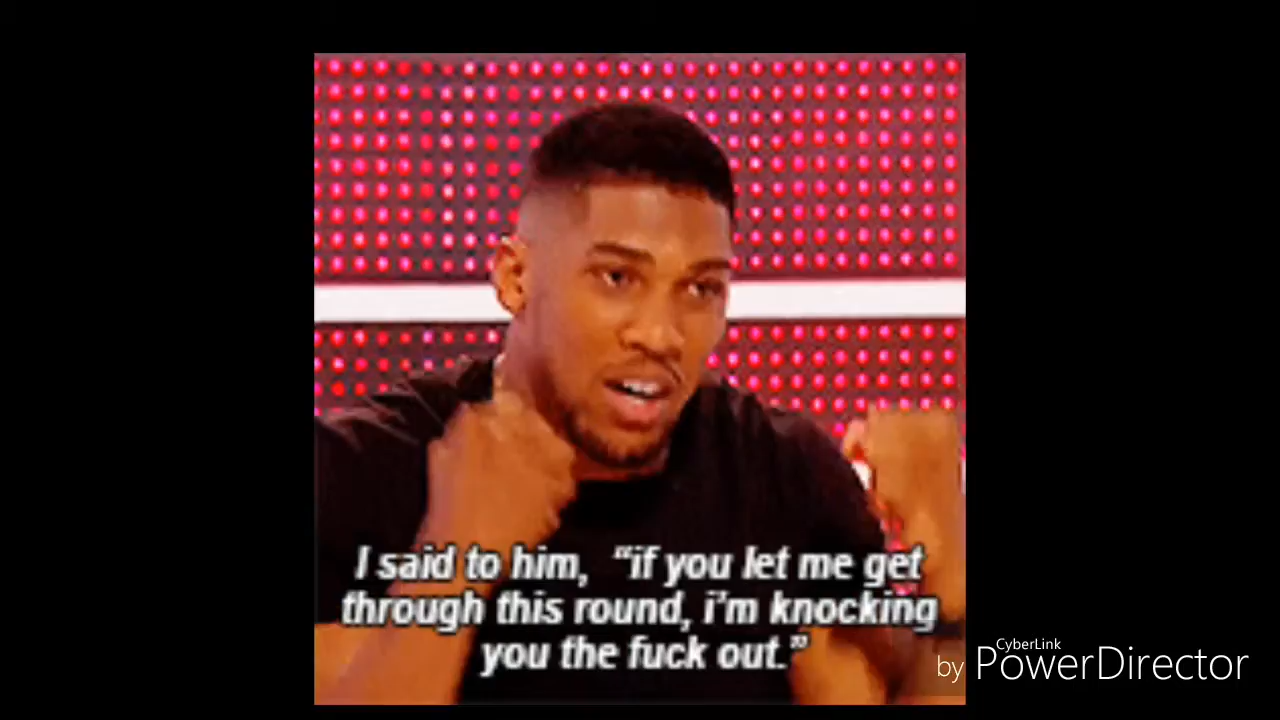 I said to him, “if you let me get
through this round, i'm knocking
you the fuck out.”
CyberLink
by PowerDirector